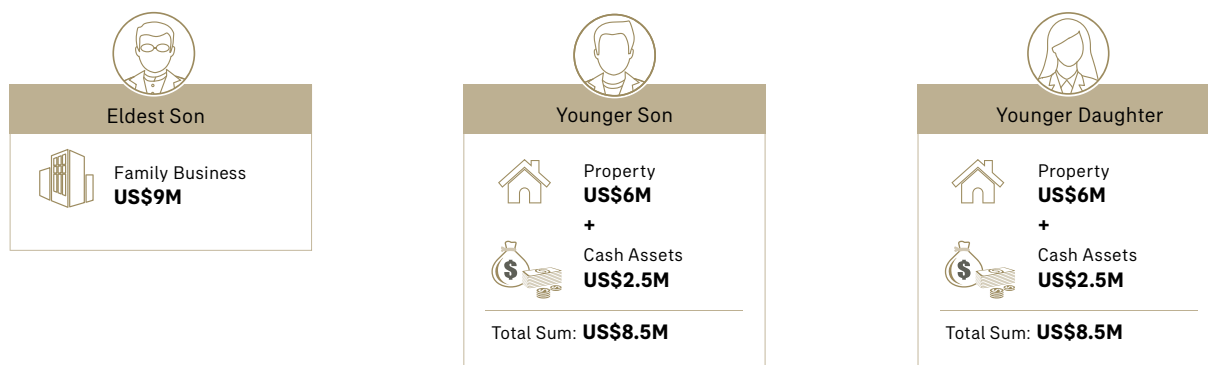 Eldest Son
Family Business
US$9M
Younger Son
Property
US$6M
+
Cash Assets
$
US$2.5M
Total Sum: US$8.5M
Younger Daughter
Property
US$6M
+
Cash Assets
$
US$2.5M
Total Sum: US$8.5M